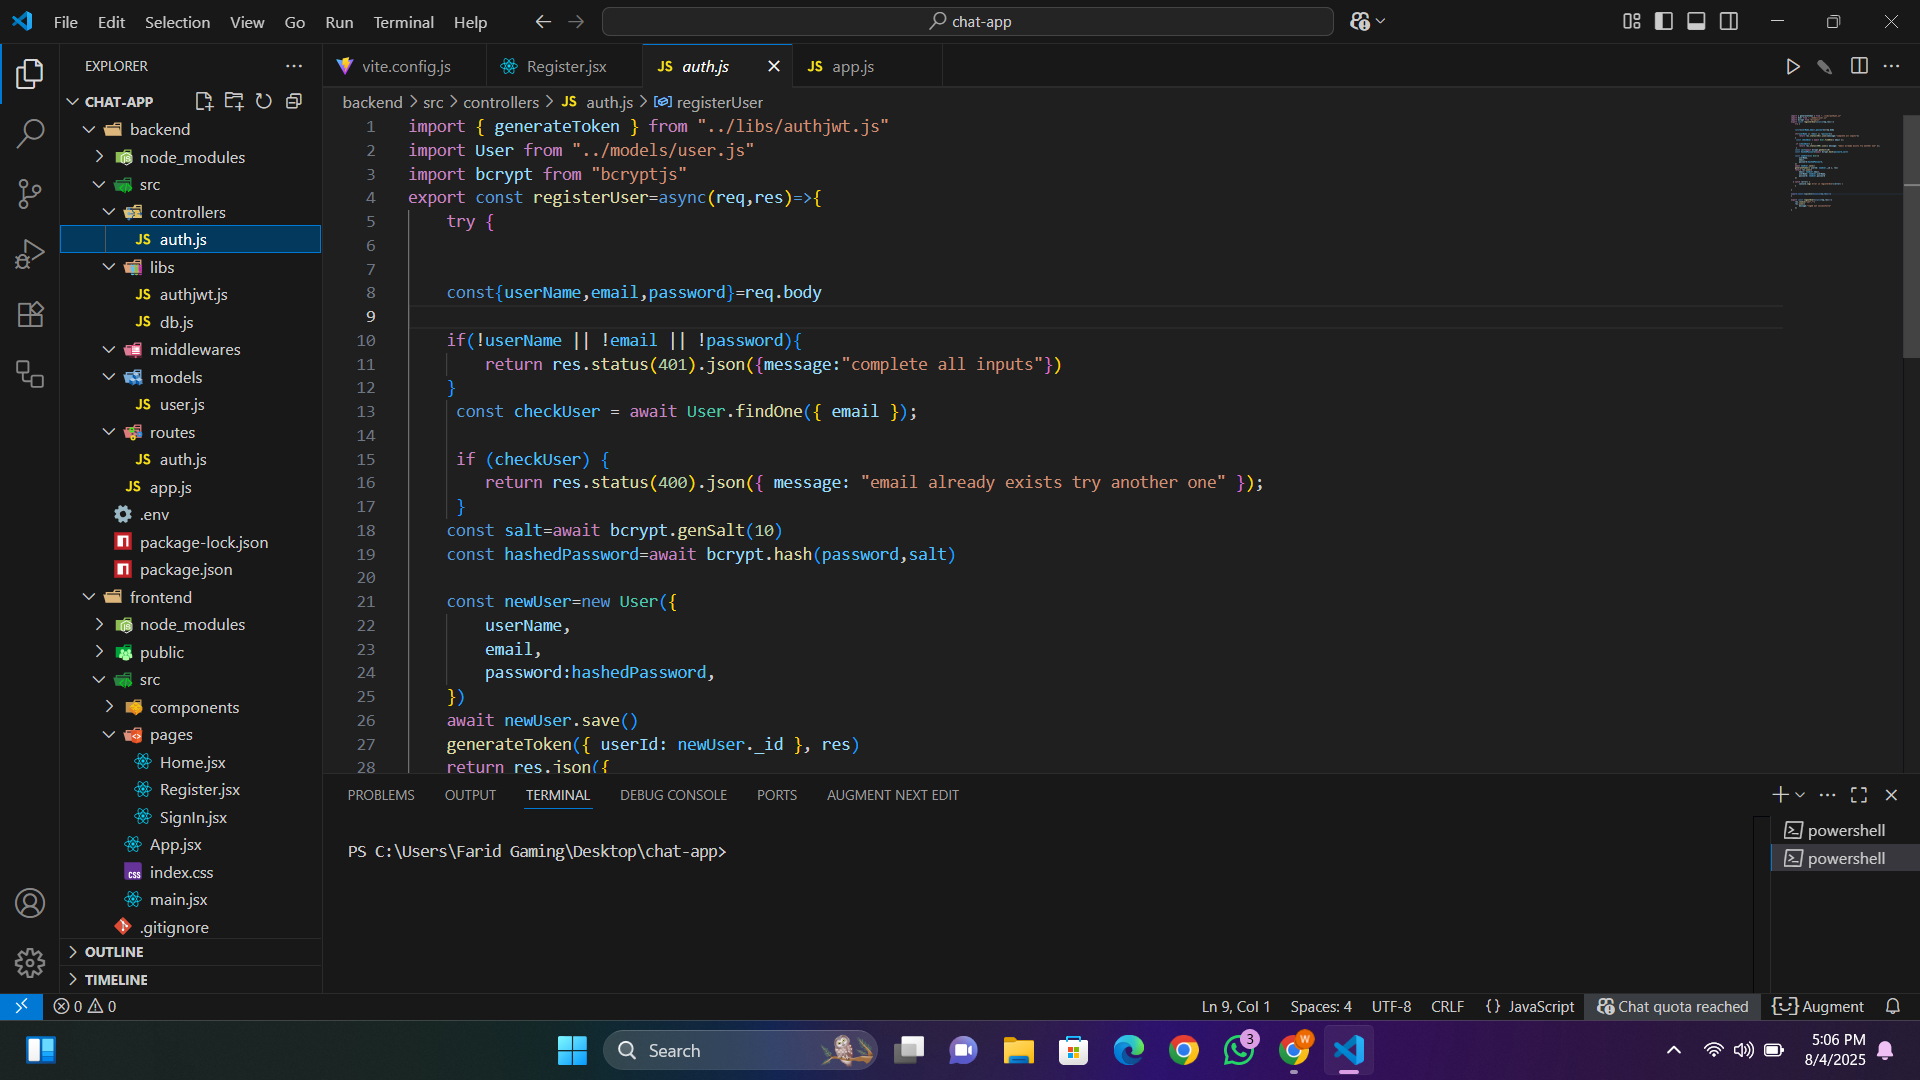 File Edit Selection View Go Run Terminal Help
chat-app
EXPLORER
CHAT-APP
backend
node_modules
src
controllers
JS auth.js
libs
JS authjwt.js
JS db.js
middlewares
models
JS user.js
routes
JS auth.js
JS app.js
.env
package-lock.json
package.json
frontend
node_modules
public
src
components
pages
Home.jsx
Register.jsx
SignIn.jsx
App.jsx
css index.css
main.jsx
.gitignore
OUTLINE
TIMELINE
vite.config.js Register.jsx JS auth.js JS app.js
backend > src > controllers > JS auth.js > registerUser
1 import { generateToken } from "../libs/authjwt.js"
2 import User from "../models/user.js"
3 import bcrypt from "bcryptjs"
4 export const registerUser=async(req,res)=>{
5 try {
6
7
8 const{userName,email,password}=req.body
9
10 if(!userName || !email || !password){
11 return res.status(401).json({message:"complete all inputs"})
12 }
13 const checkUser = await User.findOne({ email });
14
15 if (checkUser) {
16 return res.status(400).json({ message: "email already exists try another one" });
17 }
18 const salt=await bcrypt.genSalt(10)
19 const hashedPassword=await bcrypt.hash(password,salt)
20
21 const newUser=new User({
22 userName,
23 email,
24 password:hashedPassword,
25 })
26 await newUser.save()
27 generateToken({ userId: newUser._id }, res)
28 return res.json({
PROBLEMS OUTPUT TERMINAL DEBUG CONSOLE PORTS AUGMENT NEXT EDIT
PS C:\Users\Farid Gaming\Desktop\chat-app>
powershell
powershell
0 0
Ln 9, Col 1 Spaces: 4 UTF-8 CRLF {} JavaScript Chat quota reached Augment
Search
3
W
5:06 PM
8/4/2025